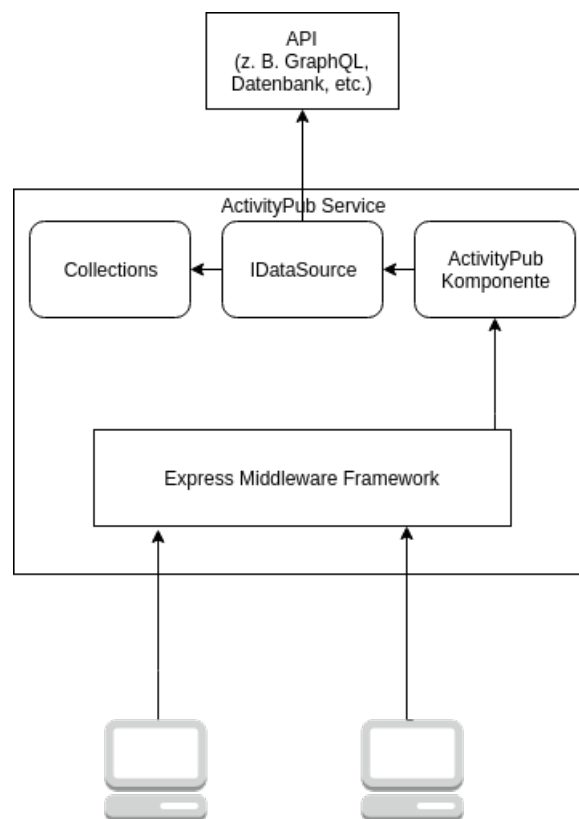 API
(z. B. GraphQL,
Datenbank, etc.)
ActivityPub Service
Collections
IDataSource
ActivityPub
Komponente
Express Middleware Framework